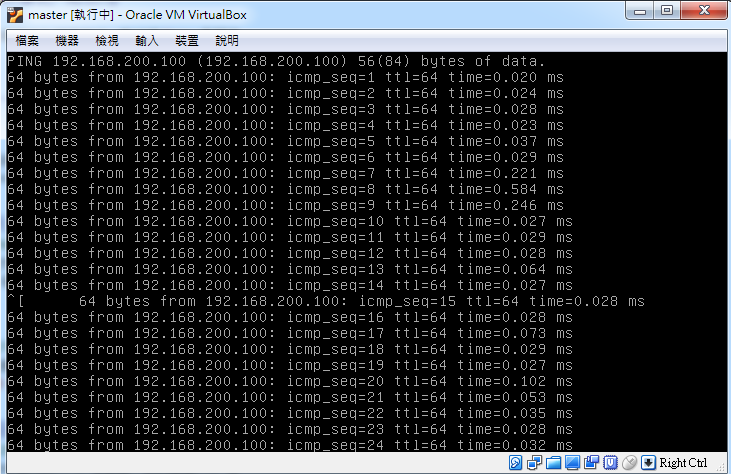 master [執行中] - Oracle VM VirtualBox
檔案 機器 檢視 輸入 裝置 說明
PING 192.168.200.100 (192.168.200.100) 56(84) bytes of data.
64 bytes from 192.168.200.100: icmp_seq=1 ttl=64 time=0.020 ms
64 bytes from 192.168.200.100: icmp_seq=2 ttl=64 time=0.024 ms
64 bytes from 192.168.200.100: icmp_seq=3 ttl=64 time=0.028 ms
64 bytes from 192.168.200.100: icmp_seq=4 ttl=64 time=0.023 ms
64 bytes from 192.168.200.100: icmp_seq=5 ttl=64 time=0.037 ms
64 bytes from 192.168.200.100: icmp_seq=6 ttl=64 time=0.029 ms
64 bytes from 192.168.200.100: icmp_seq=7 ttl=64 time=0.221 ms
64 bytes from 192.168.200.100: icmp_seq=8 ttl=64 time=0.584 ms
64 bytes from 192.168.200.100: icmp_seq=9 ttl=64 time=0.246 ms
64 bytes from 192.168.200.100: icmp_seq=10 ttl=64 time=0.027 ms
64 bytes from 192.168.200.100: icmp_seq=11 ttl=64 time=0.029 ms
64 bytes from 192.168.200.100: icmp_seq=12 ttl=64 time=0.028 ms
64 bytes from 192.168.200.100: icmp_seq=13 ttl=64 time=0.064 ms
64 bytes from 192.168.200.100: icmp_seq=14 ttl=64 time=0.027 ms
^[ 64 bytes from 192.168.200.100: icmp_seq=15 ttl=64 time=0.028 ms
64 bytes from 192.168.200.100: icmp_seq=16 ttl=64 time=0.028 ms
64 bytes from 192.168.200.100: icmp_seq=17 ttl=64 time=0.073 ms
64 bytes from 192.168.200.100: icmp_seq=18 ttl=64 time=0.029 ms
64 bytes from 192.168.200.100: icmp_seq=19 ttl=64 time=0.027 ms
64 bytes from 192.168.200.100: icmp_seq=20 ttl=64 time=0.102 ms
64 bytes from 192.168.200.100: icmp_seq=21 ttl=64 time=0.053 ms
64 bytes from 192.168.200.100: icmp_seq=22 ttl=64 time=0.035 ms
64 bytes from 192.168.200.100: icmp_seq=23 ttl=64 time=0.028 ms
64 bytes from 192.168.200.100: icmp_seq=24 ttl=64 time=0.032 ms
Right Ctrl